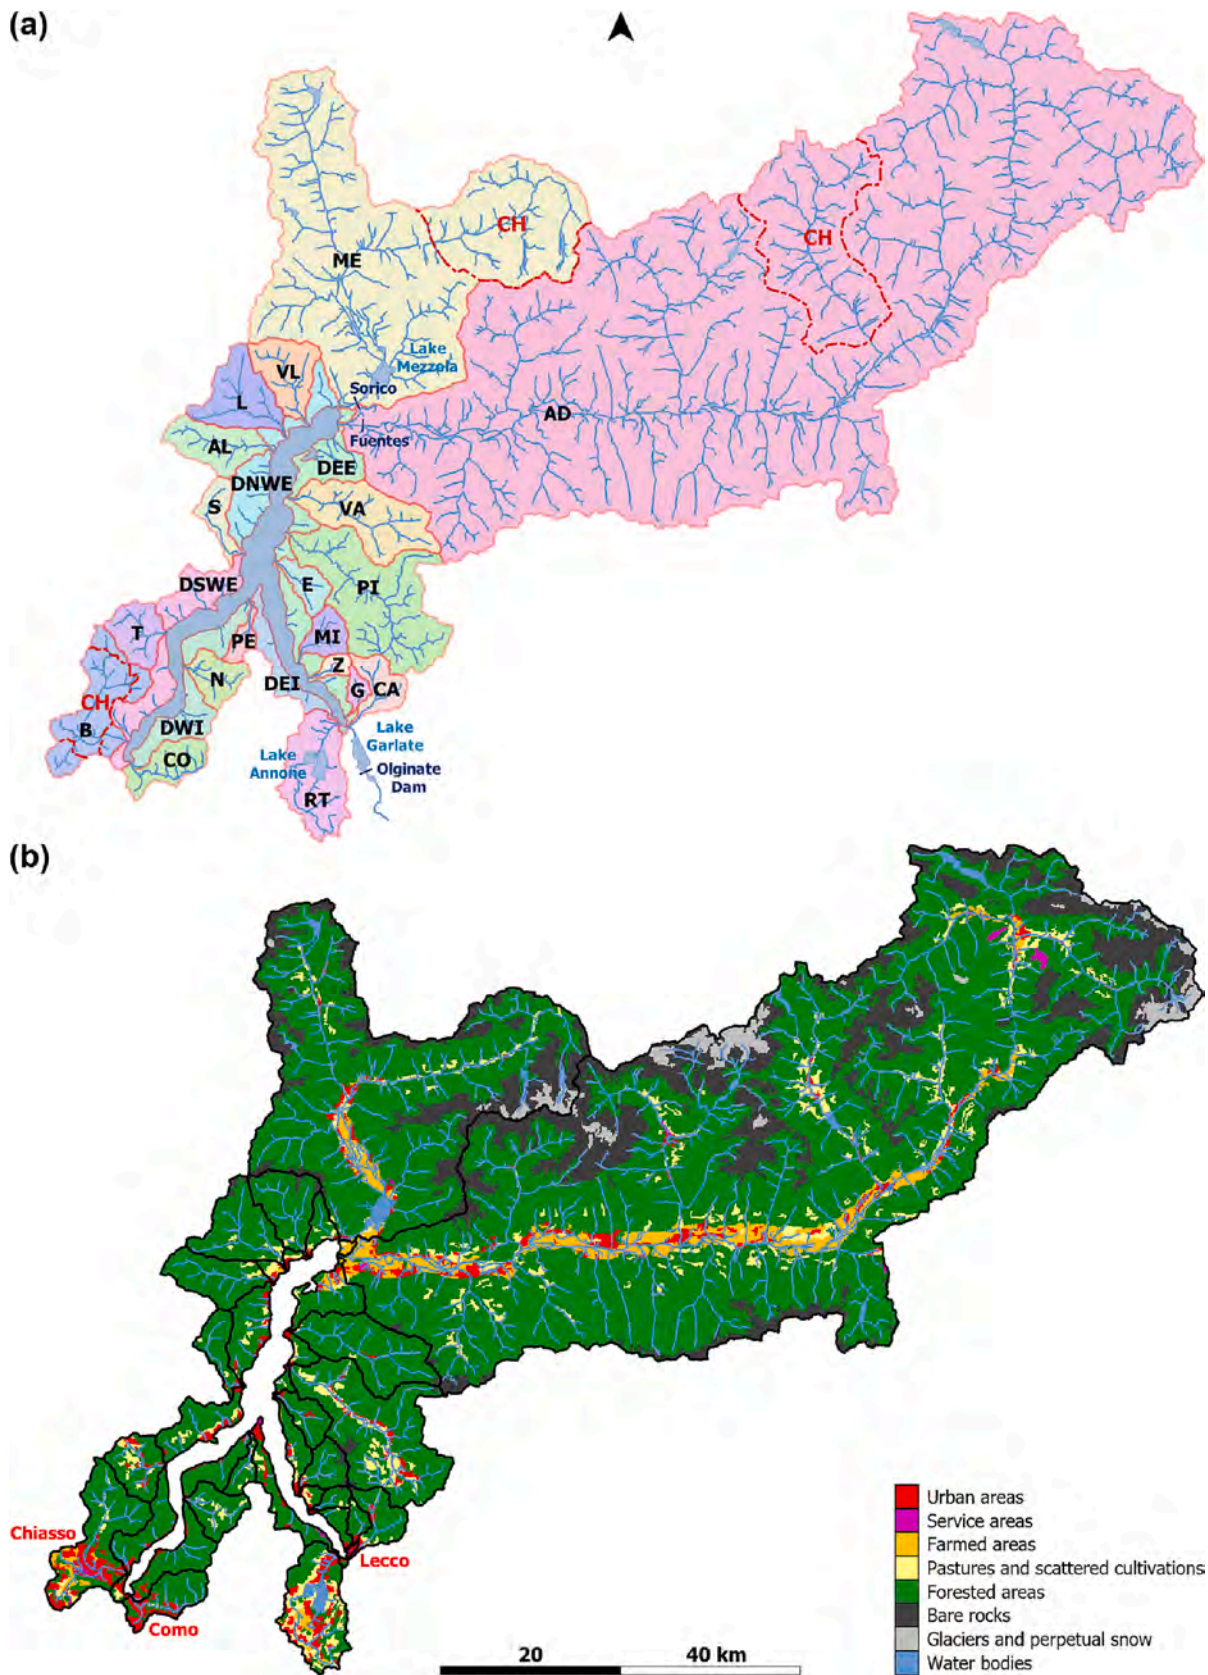 (a)
CH
CH
ME
Lake
Mezzola
VL
Sorico
L
AD
Fuentes
AL
DEE
DNWE
VA
S
DSWE
E
PI
T
PE
MI
Z
N
DEI
G
CA
CH
B
DWI
Lake
Garlate
CO
Lake
Annone
Olginate
Dam
RT
(b)
Chiasso
Lecco
Como
Urban areas
Service areas
Farmed areas
Pastures and scattered cultivations
Forested areas
Bare rocks
Glaciers and perpetual snow
Water bodies
20
40 km